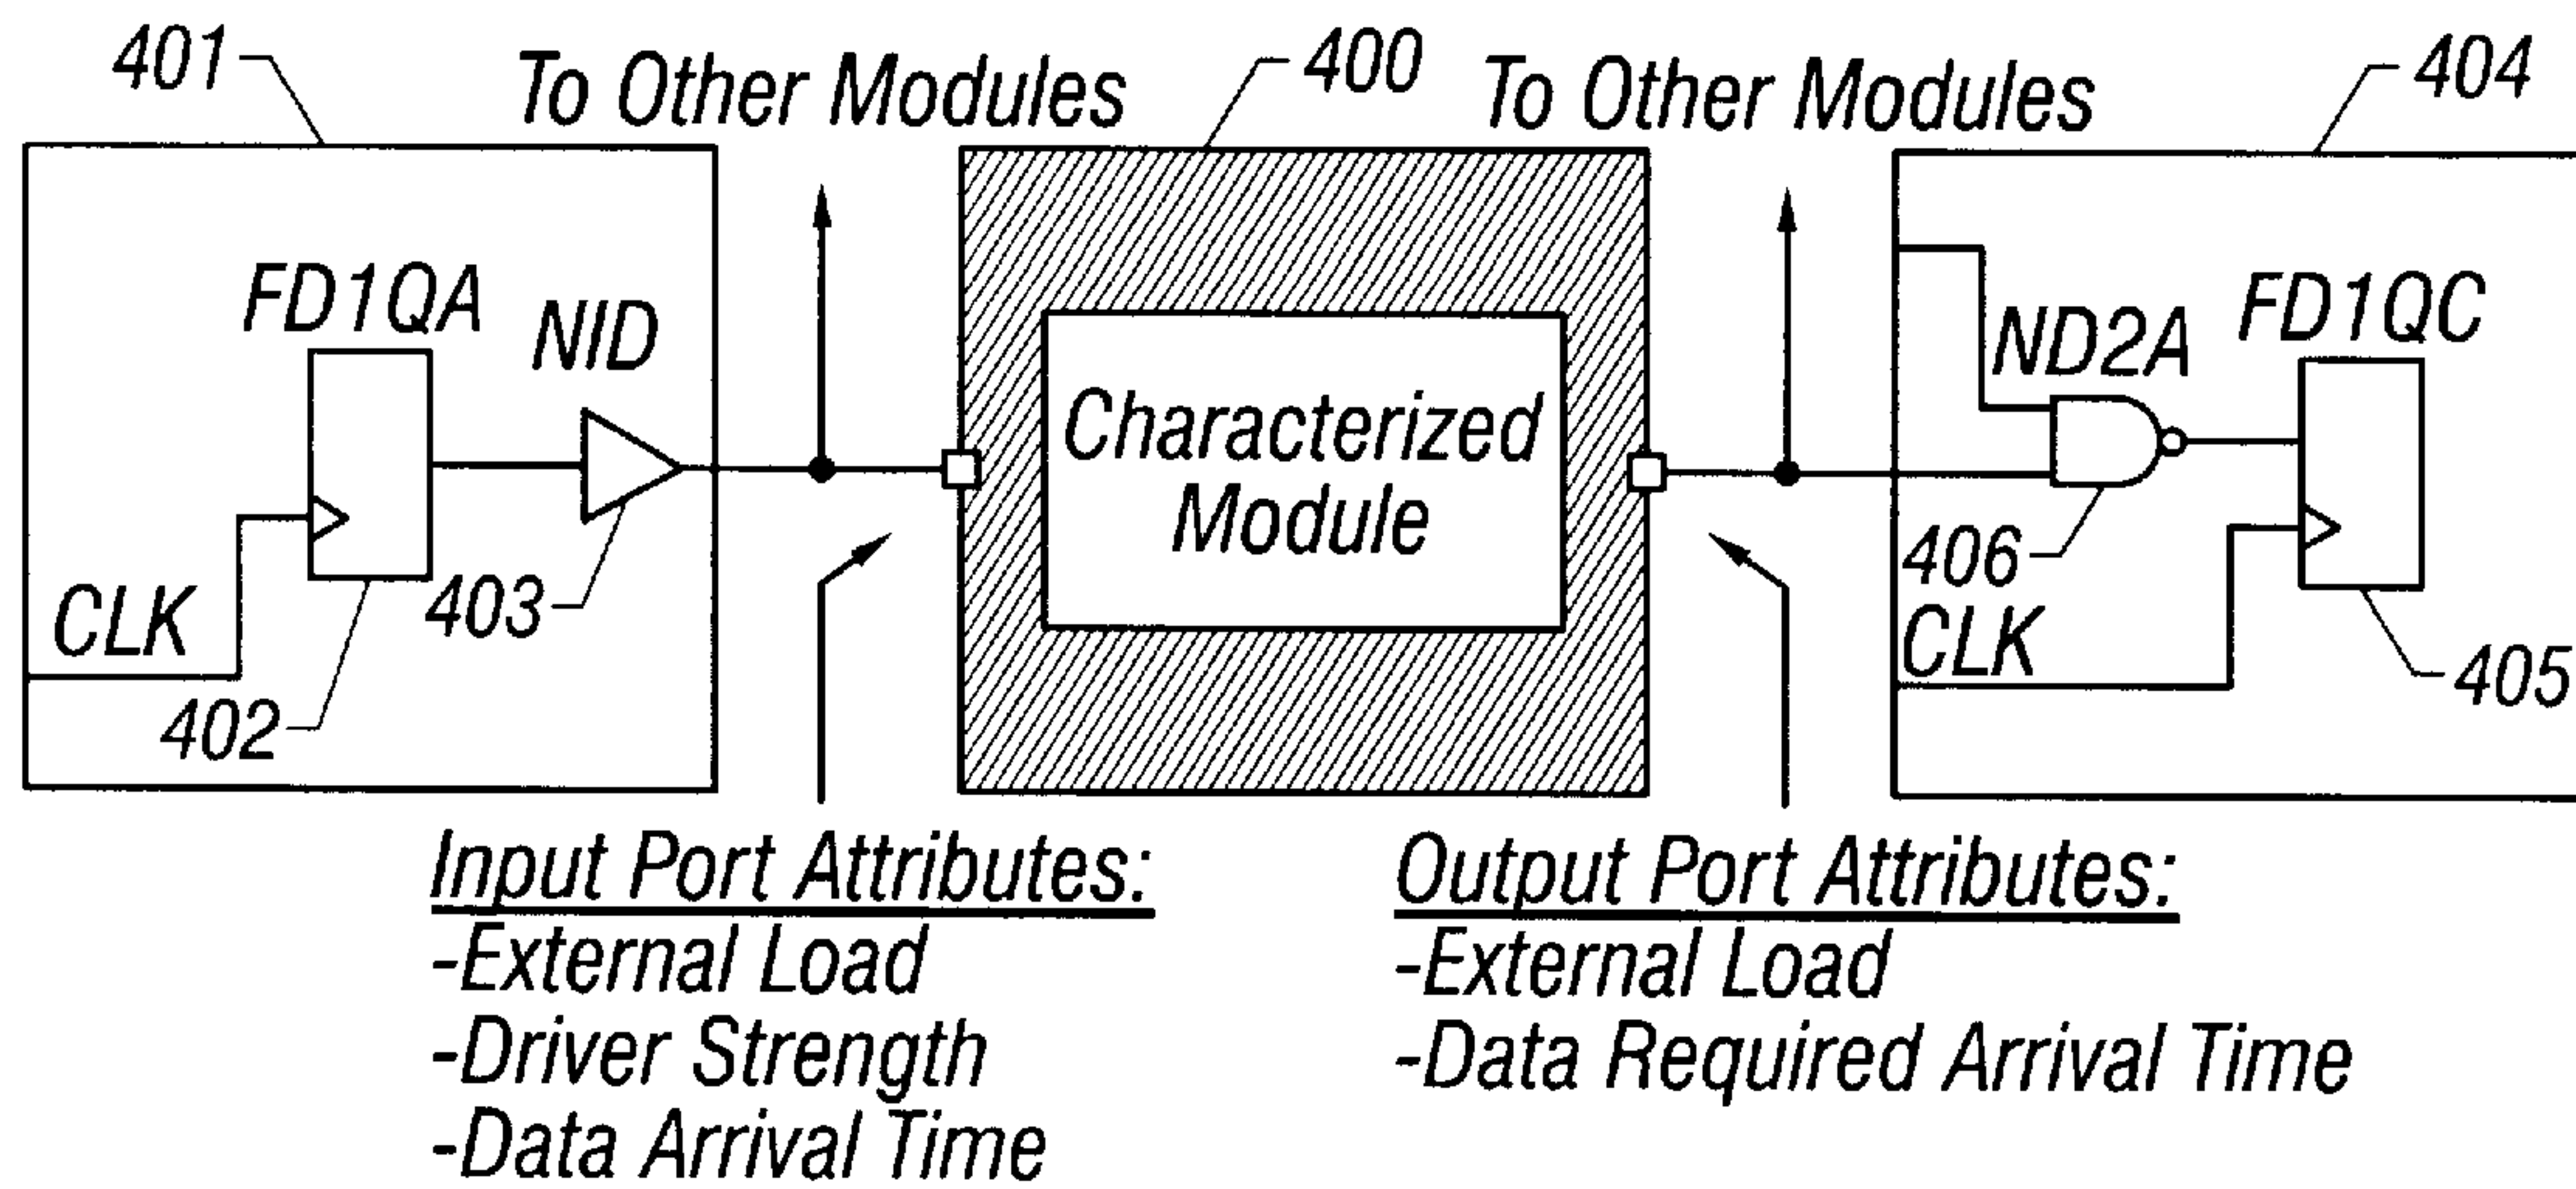 401
To Other Modules
400
To Other Modules
404
FD1QA
NID
CLK
403
402
Characterized
Module
ND2A
FD1QC
406
CLK
405
Input Port Attributes:
-External Load
-Driver Strength
-Data Arrival Time
Output Port Attributes:
-External Load
-Data Required Arrival Time